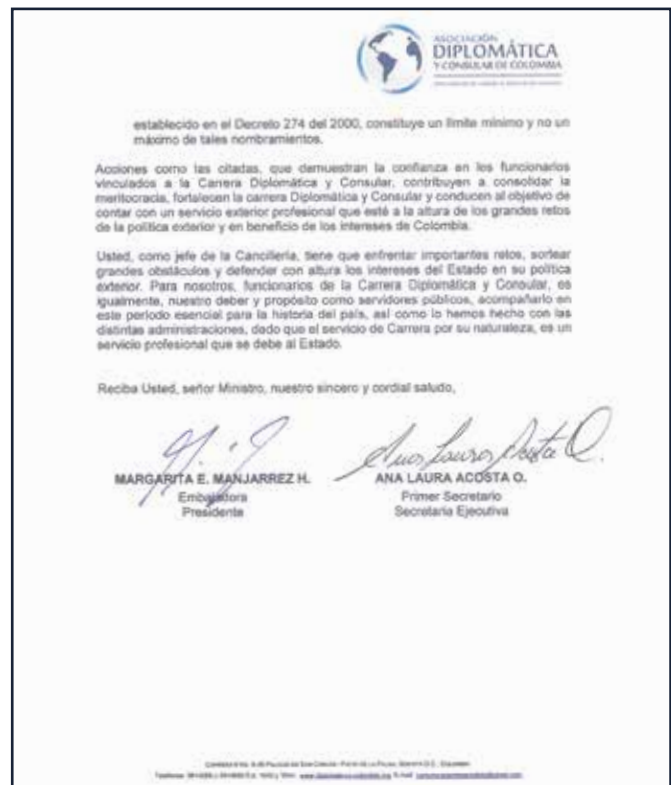 ASOCIACIÓN
DIPLOMÁTICA
Y CONSULAR DE COLOMBIA
establecido en el Decreto 274 del 2000, constituye un límite mínimo y no un
máximo de tales nombramientos.
Acciones como las citadas, que demuestran la confianza en los funcionarios
vinculados a la Carrera Diplomática y Consular, contribuyen a consolidar la
meritocracia, fortalecen la carrera Diplomática y Consular y conducen al objetivo de
contar con un servicio exterior profesional que esté a la altura de los grandes retos
de la política exterior y en beneficio de los intereses de Colombia.
Usted, como jefe de la Cancillería, tiene que enfrentar importantes retos, sortear
grandes obstáculos y defender con altura los intereses del Estado en su política
exterior. Para nosotros, funcionarios de la Carrera Diplomática y Consular, es
igualmente, nuestro deber y propósito como servidores públicos, acompañarlo en
este periodo esencial para la historia del país, así como lo hemos hecho con las
distintas administraciones, dado que el servicio de Carrera por su naturaleza, es un
servicio profesional que se debe al Estado.
Reciba Usted, señor Ministro, nuestro sincero y cordial saludo,
Ana Laura Acosta O.
MARGARITA E. MANJARREZ H.
Embajadora
Presidente
ANA LAURA ACOSTA O.
Primer Secretario
Secretaria Ejecutiva